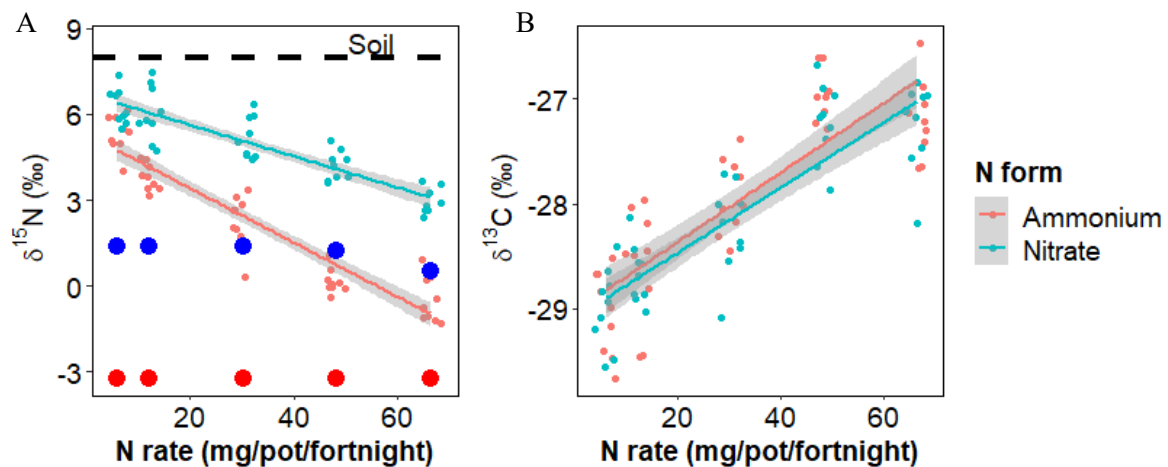 A
B
Soil
9
6
3
0
-3
δ15N (‰)
20
40
60
N rate (mg/pot/fortnight)
-27
-28
-29
δ13C (‰)
20
40
60
N rate (mg/pot/fortnight)
N form
Ammonium
Nitrate